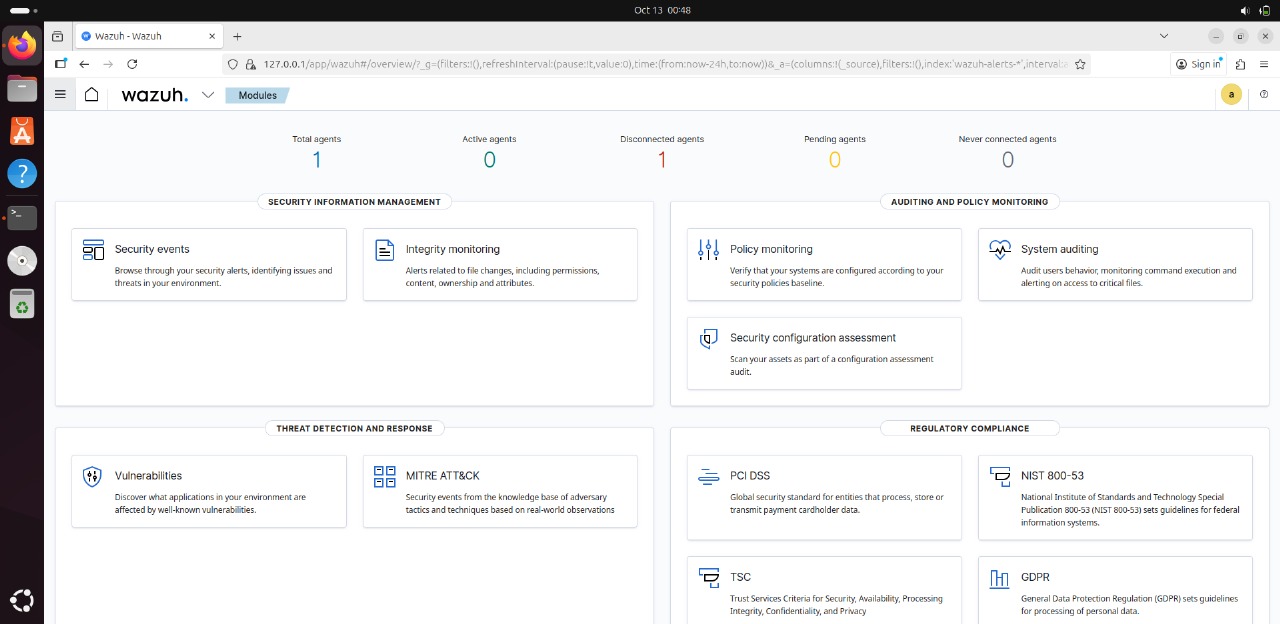 Oct 13 00:48
Wazuh - Wazuh
127.0.0.1/app/wazuh#/overview/?_g=(filters:!(),refreshInterval:(pause:!t,value:0),time:(from:now-24h,to:now))&_a=(columns:!(_source),filters:!(),index:'wazuh-alerts-*',interval:a
Sign in
wazuh.
Modules
a
Total agents
1
Active agents
0
Disconnected agents
1
Pending agents
0
Never connected agents
0
SECURITY INFORMATION MANAGEMENT
Security events
Browse through your security alerts, identifying issues and
threats in your environment.
Integrity monitoring
Alerts related to file changes, including permissions,
content, ownership and attributes.
AUDITING AND POLICY MONITORING
Policy monitoring
Verify that your systems are configured according to your
security policies baseline.
System auditing
Audit users behavior, monitoring command execution and
alerting on access to critical files.
Security configuration assessment
Scan your assets as part of a configuration assessment
audit.
THREAT DETECTION AND RESPONSE
Vulnerabilities
Discover what applications in your environment are
affected by well-known vulnerabilities.
MITRE ATT&CK
Security events from the knowledge base of adversary
tactics and techniques based on real-world observations
REGULATORY COMPLIANCE
PCI DSS
Global security standard for entities that process, store or
transmit payment cardholder data.
NIST 800-53
National Institute of Standards and Technology Special
Publication 800-53 (NIST 800-53) sets guidelines for federal
information systems.
TSC
Trust Services Criteria for Security, Availability, Processing
Integrity, Confidentiality, and Privacy
GDPR
General Data Protection Regulation (GDPR) sets guidelines
for processing of personal data.